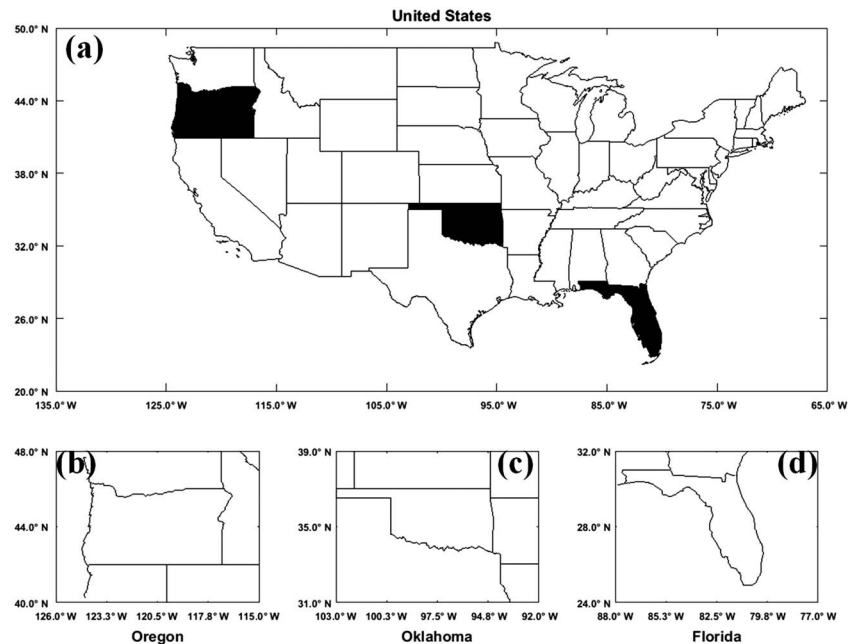 United States
(a)
50.0° N
44.0° N
38.0° N
32.0° N
26.0° N
20.0° N
135.0° W 125.0° W 115.0° W 105.0° W 95.0° W 85.0° W 75.0° W 65.0° W
(b)
48.0° N
44.0° N
40.0° N
126.0° W 123.3° W 120.5° W 117.8° W 115.0° W
Oregon
(c)
39.0° N
35.0° N
31.0° N
103.0° W 100.3° W 97.5° W 94.8° W 92.0° W
Oklahoma
(d)
32.0° N
28.0° N
24.0° N
88.0° W 85.3° W 82.5° W 79.8° W 77.0° W
Florida